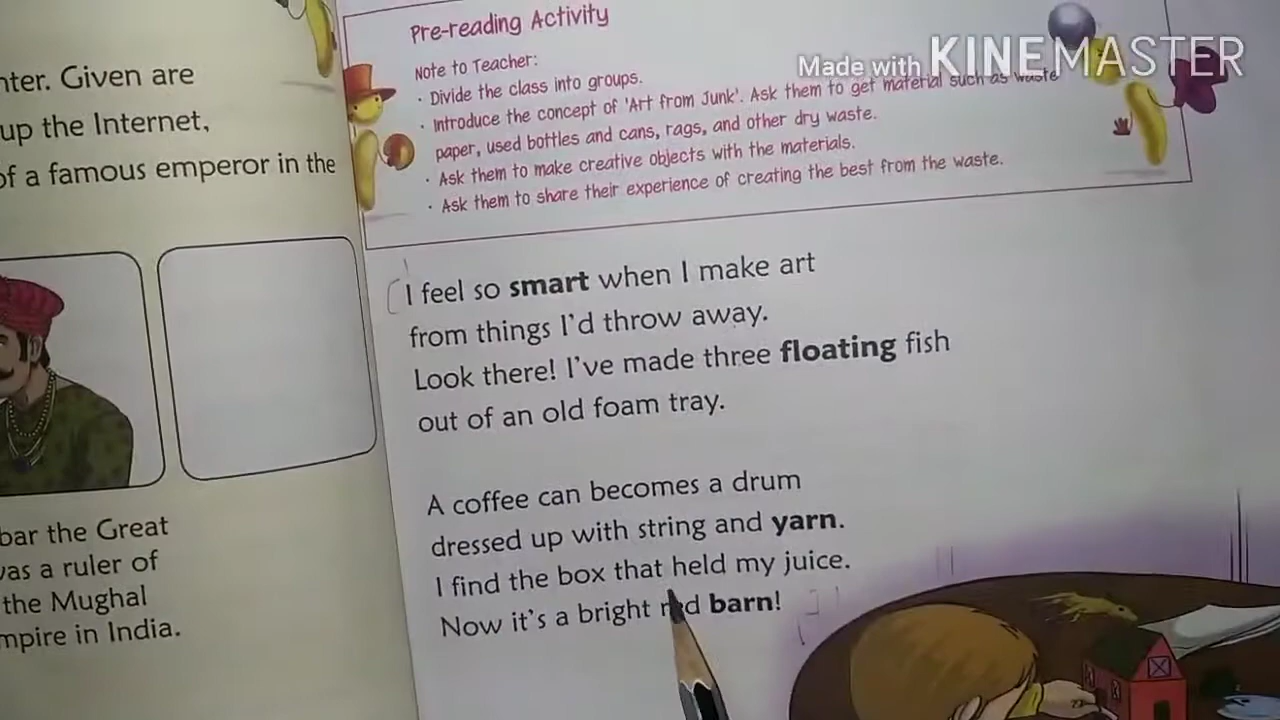 nter. Given are
up the Internet,
of a famous emperor in the
bar the Great
was a ruler of
the Mughal
mpire in India.
Pre-reading Activity
Note to Teacher:
· Divide the class into groups.
· Introduce the concept of 'Art from Junk'. Ask them to get material such as waste
paper, used bottles and cans, rags, and other dry waste.
· Ask them to make creative objects with the materials.
· Ask them to share their experience of creating the best from the waste.
Made with KINEMASTER
I feel so smart when I make art
from things I'd throw away.
Look there! I've made three floating fish
out of an old foam tray.
A coffee can becomes a drum
dressed up with string and yarn.
I find the box that held my juice.
Now it's a bright red barn!